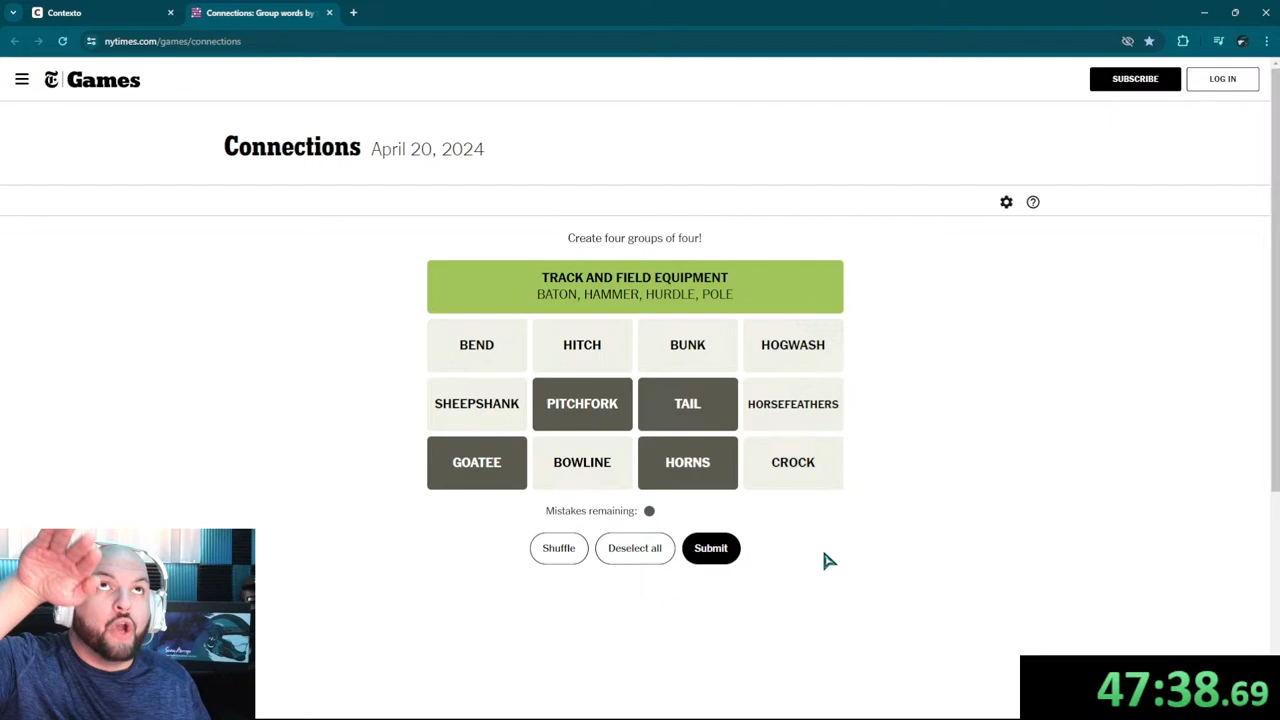 Contexto
Connections: Group words by
nytimes.com/games/connections
Games
SUBSCRIBE
LOG IN
Connections April 20, 2024
Create four groups of four!
TRACK AND FIELD EQUIPMENT
BATON, HAMMER, HURDLE, POLE
BEND HITCH BUNK HOGWASH
SHEEPSHANK PITCHFORK TAIL HORSEFEATHERS
GOATEE BOWLINE HORNS CROCK
Mistakes remaining:
Shuffle Deselect all Submit
47:38.69